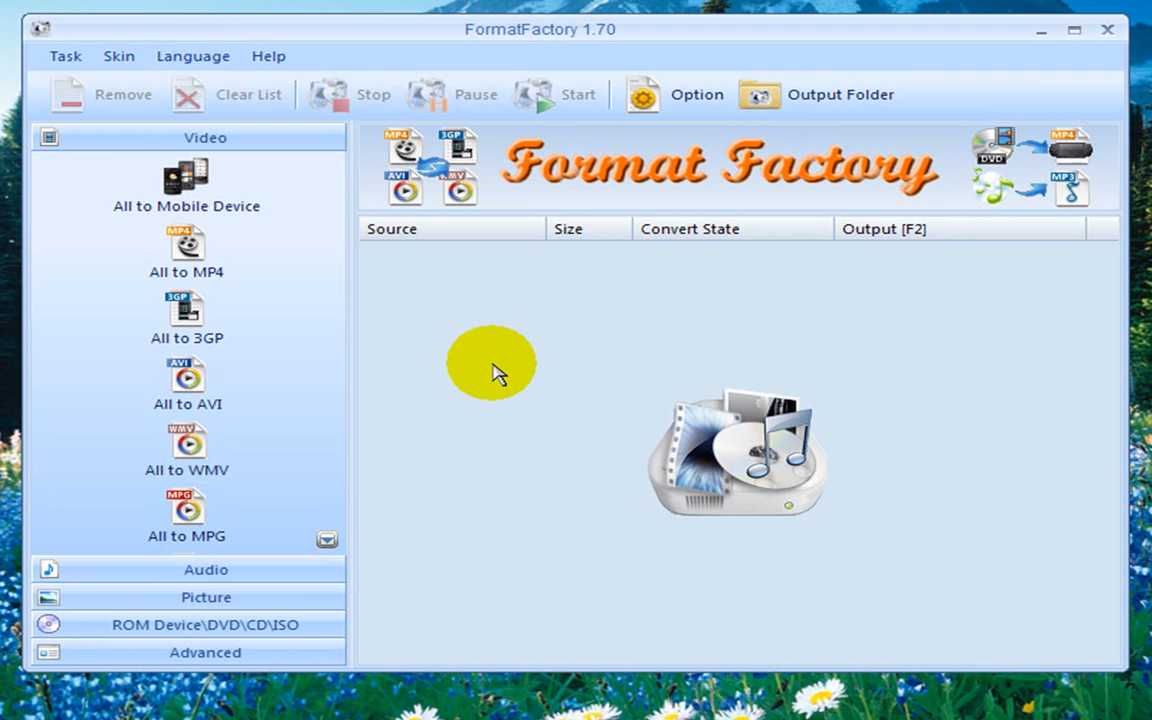 FormatFactory 1.70
Task Skin Language Help
Remove Clear List Stop Pause Start Option Output Folder
Video
MP4 3GP
AVI WMV
Format Factory
DVD MP4
MP3
Source Size Convert State Output [F2]
All to Mobile Device
MP4
All to MP4
3GP
All to 3GP
AVI
All to AVI
WMV
All to WMV
MPG
All to MPG
Audio
Picture
ROM Device\DVD\CD\ISO
Advanced